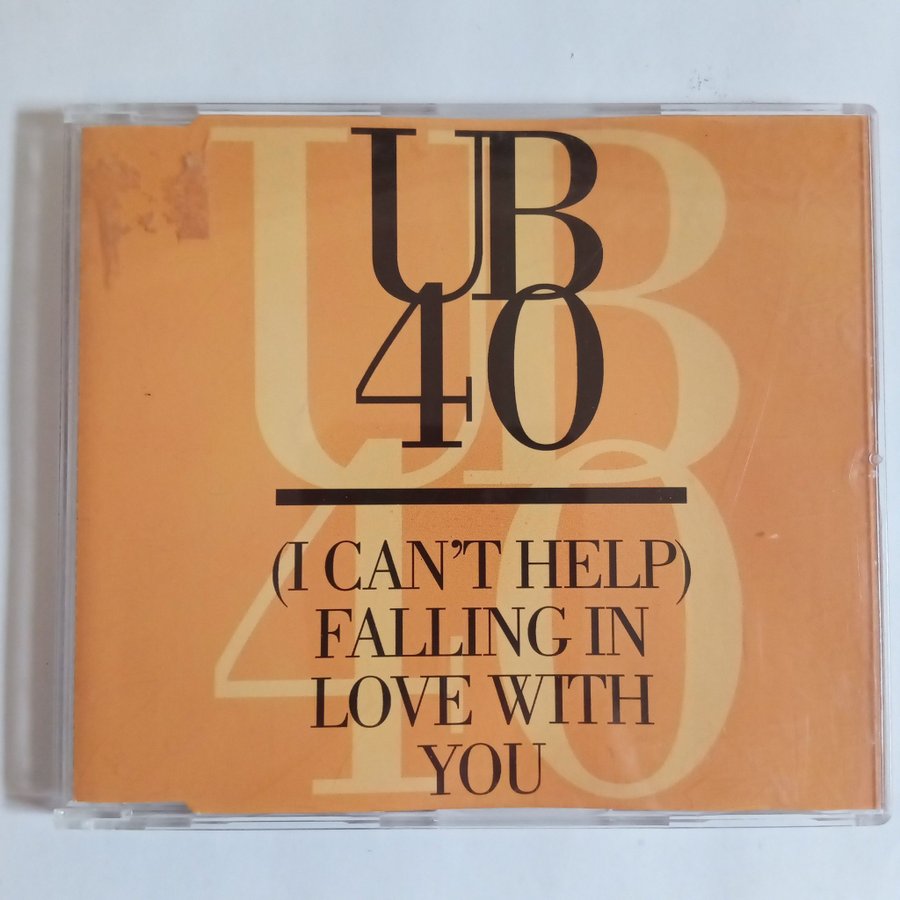 UB
40
(I CAN'T HELP)
FALLING IN
LOVE WITH
YOU